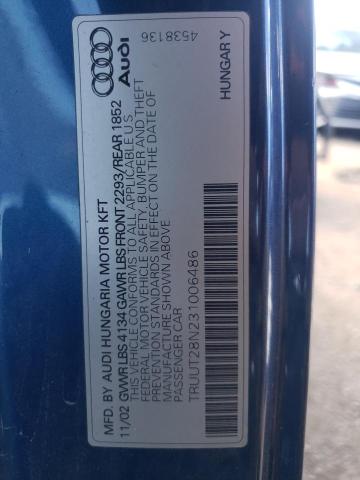 Audi
4538136
MFD. BY AUDI HUNGARIA MOTOR KFT
11/02 GVWR LBS 4134 GAWR LBS FRONT 2293/REAR 1852
THIS VEHICLE CONFORMS TO ALL APPLICABLE U S
FEDERAL MOTOR VEHICLE SAFETY, BUMPER AND THEFT
PREVENTION STANDARDS IN EFFECT ON THE DATE OF
MANUFACTURE SHOWN ABOVE
PASSENGER CAR
TRUUT28N231006486
HUNGARY